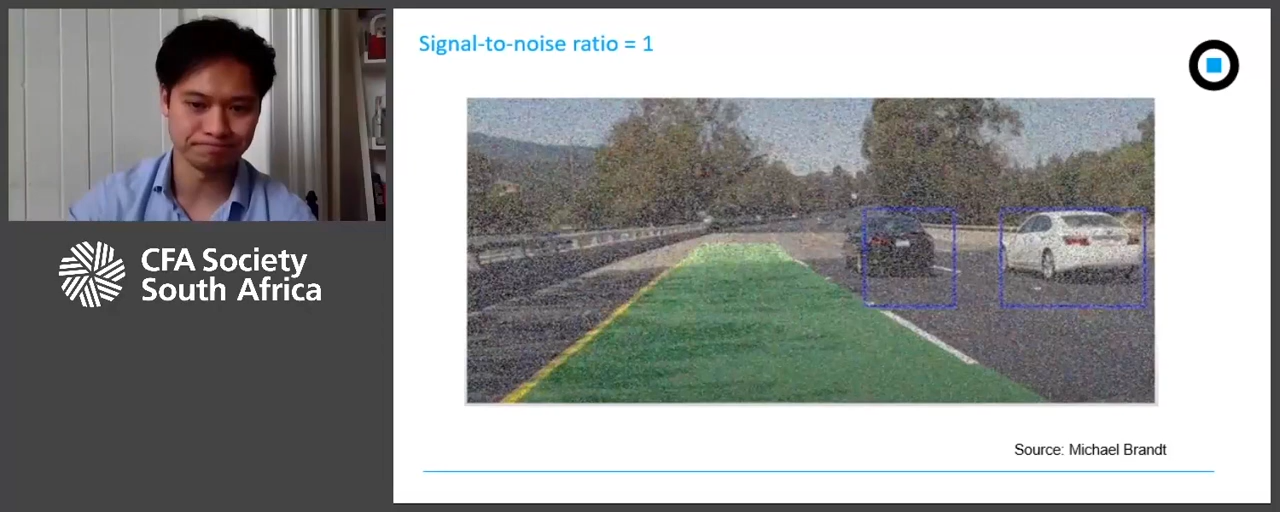 Signal-to-noise ratio = 1
CFA Society
South Africa
Source: Michael Brandt